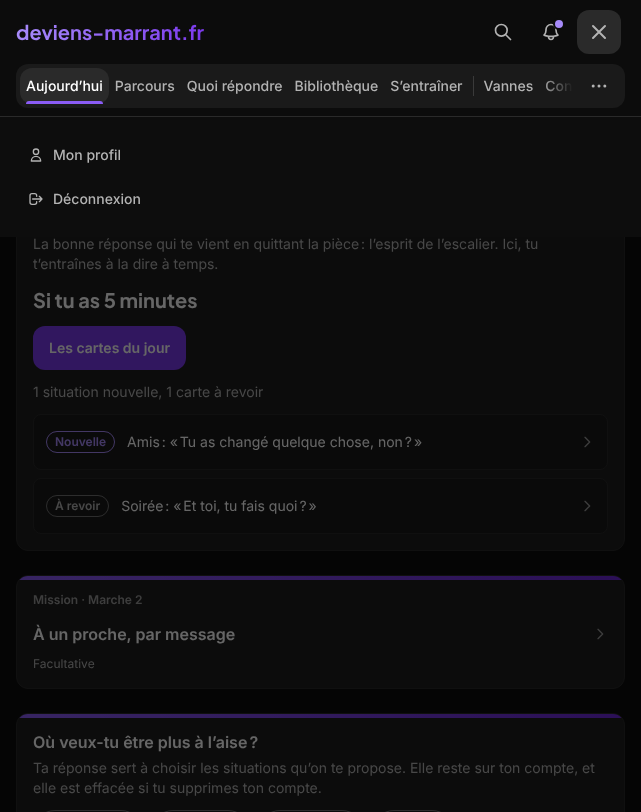 deviens-marrant.fr
Aujourd’hui Parcours Quoi répondre Bibliothèque S’entraîner Vannes Con
Mon profil
Déconnexion
La bonne réponse qui te vient en quittant la pièce : l’esprit de l’escalier. Ici, tu
t’entraînes à la dire à temps.
Si tu as 5 minutes
Les cartes du jour
1 situation nouvelle, 1 carte à revoir
Nouvelle Amis : « Tu as changé quelque chose, non ? »
À revoir Soirée : « Et toi, tu fais quoi ? »
Mission · Marche 2
À un proche, par message
Facultative
Où veux-tu être plus à l’aise ?
Ta réponse sert à choisir les situations qu’on te propose. Elle reste sur ton compte, et
elle est effacée si tu supprimes ton compte.